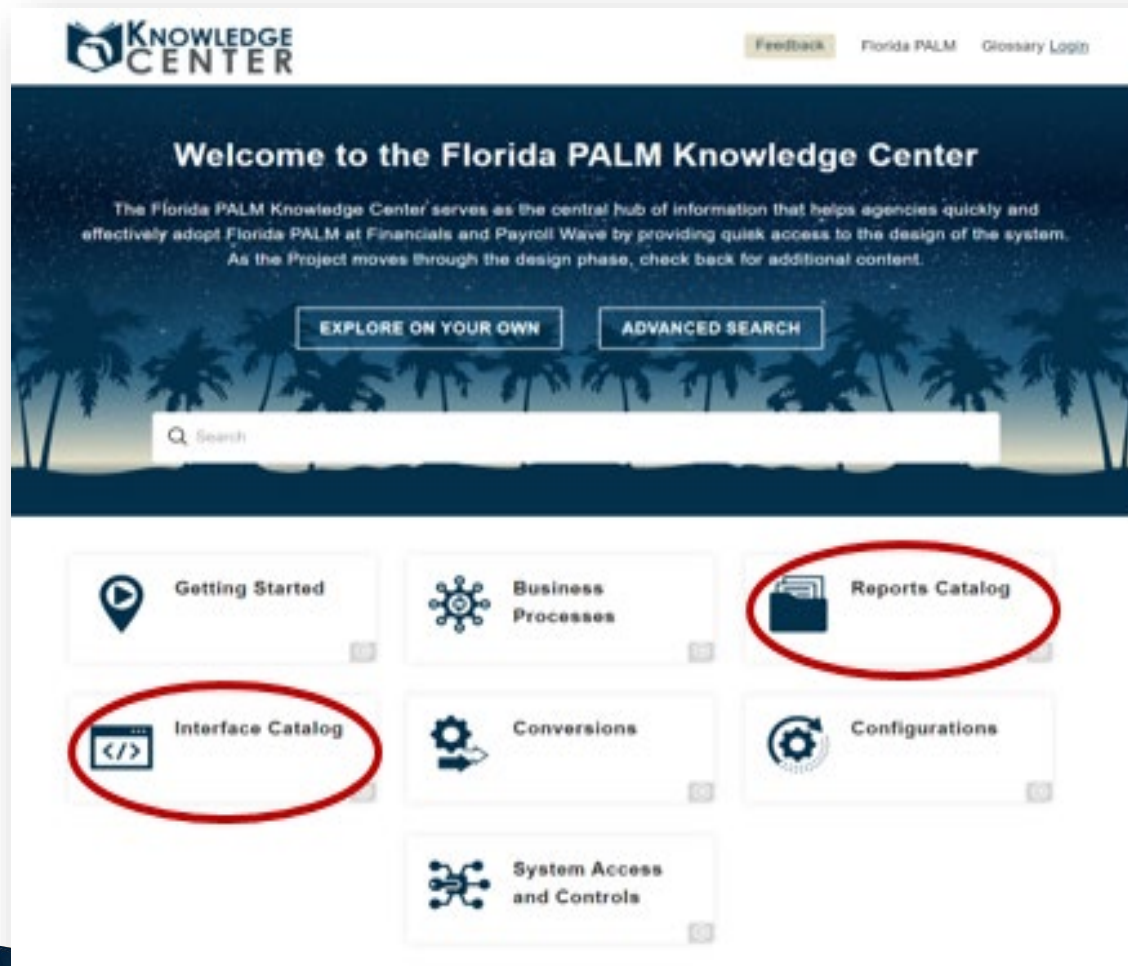 KNOWLEDGE
CENTER
Feedback Florida PALM Glossary Login
Welcome to the Florida PALM Knowledge Center
The Florida PALM Knowledge Center serves as the central hub of information that helps agencies quickly and
effectively adopt Florida PALM at Financials and Payroll Wave by providing quick access to the design of the system.
As the Project moves through the design phase, check back for additional content.
EXPLORE ON YOUR OWN ADVANCED SEARCH
Search
Getting Started
Business
Processes
Reports Catalog
Interface Catalog
Conversions
Configurations
System Access
and Controls